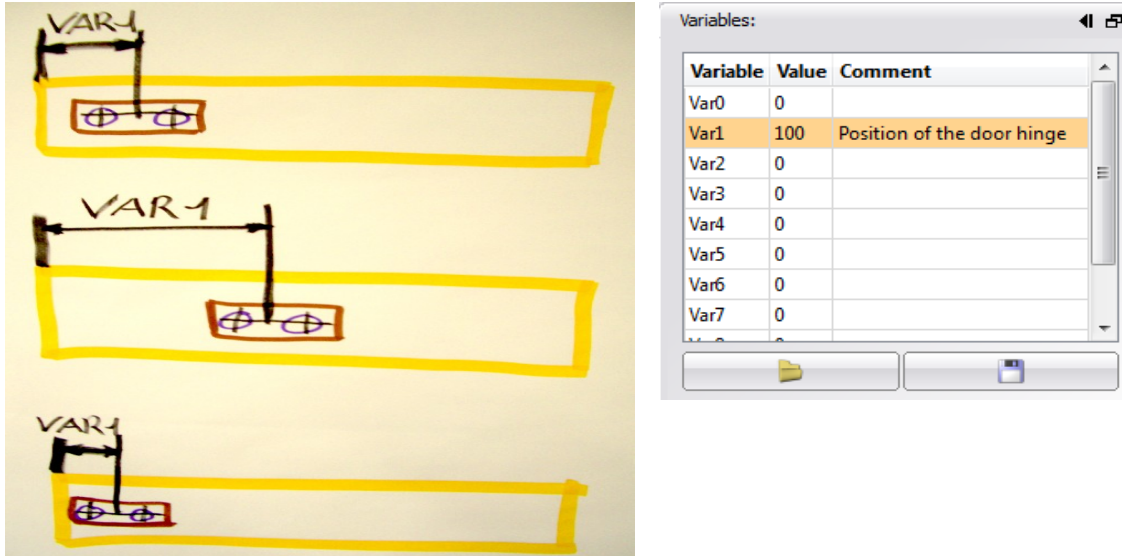 VAR1
VAR1
VAR1
Variables:
Variable Value Comment
Var0 0
Var1 100 Position of the door hinge
Var2 0
Var3 0
Var4 0
Var5 0
Var6 0
Var7 0